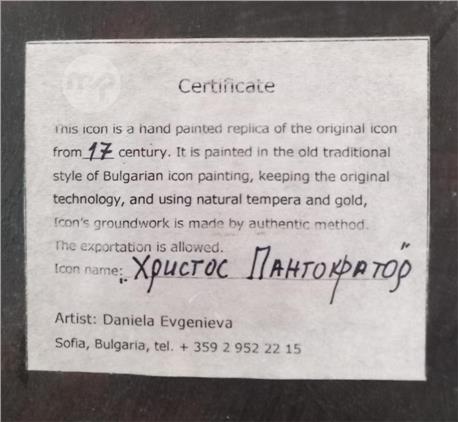 mp
Certificate
This icon is a hand painted replica of the original icon
from 17 century. It is painted in the old traditional
style of Bulgarian icon painting, keeping the original
technology, and using natural tempera and gold,
Icon's groundwork is made by authentic method.
The exportation is allowed.
Icon name: „Христос Пантократор"
Artist: Daniela Evgenieva
Sofia, Bulgaria, tel. + 359 2 952 22 15